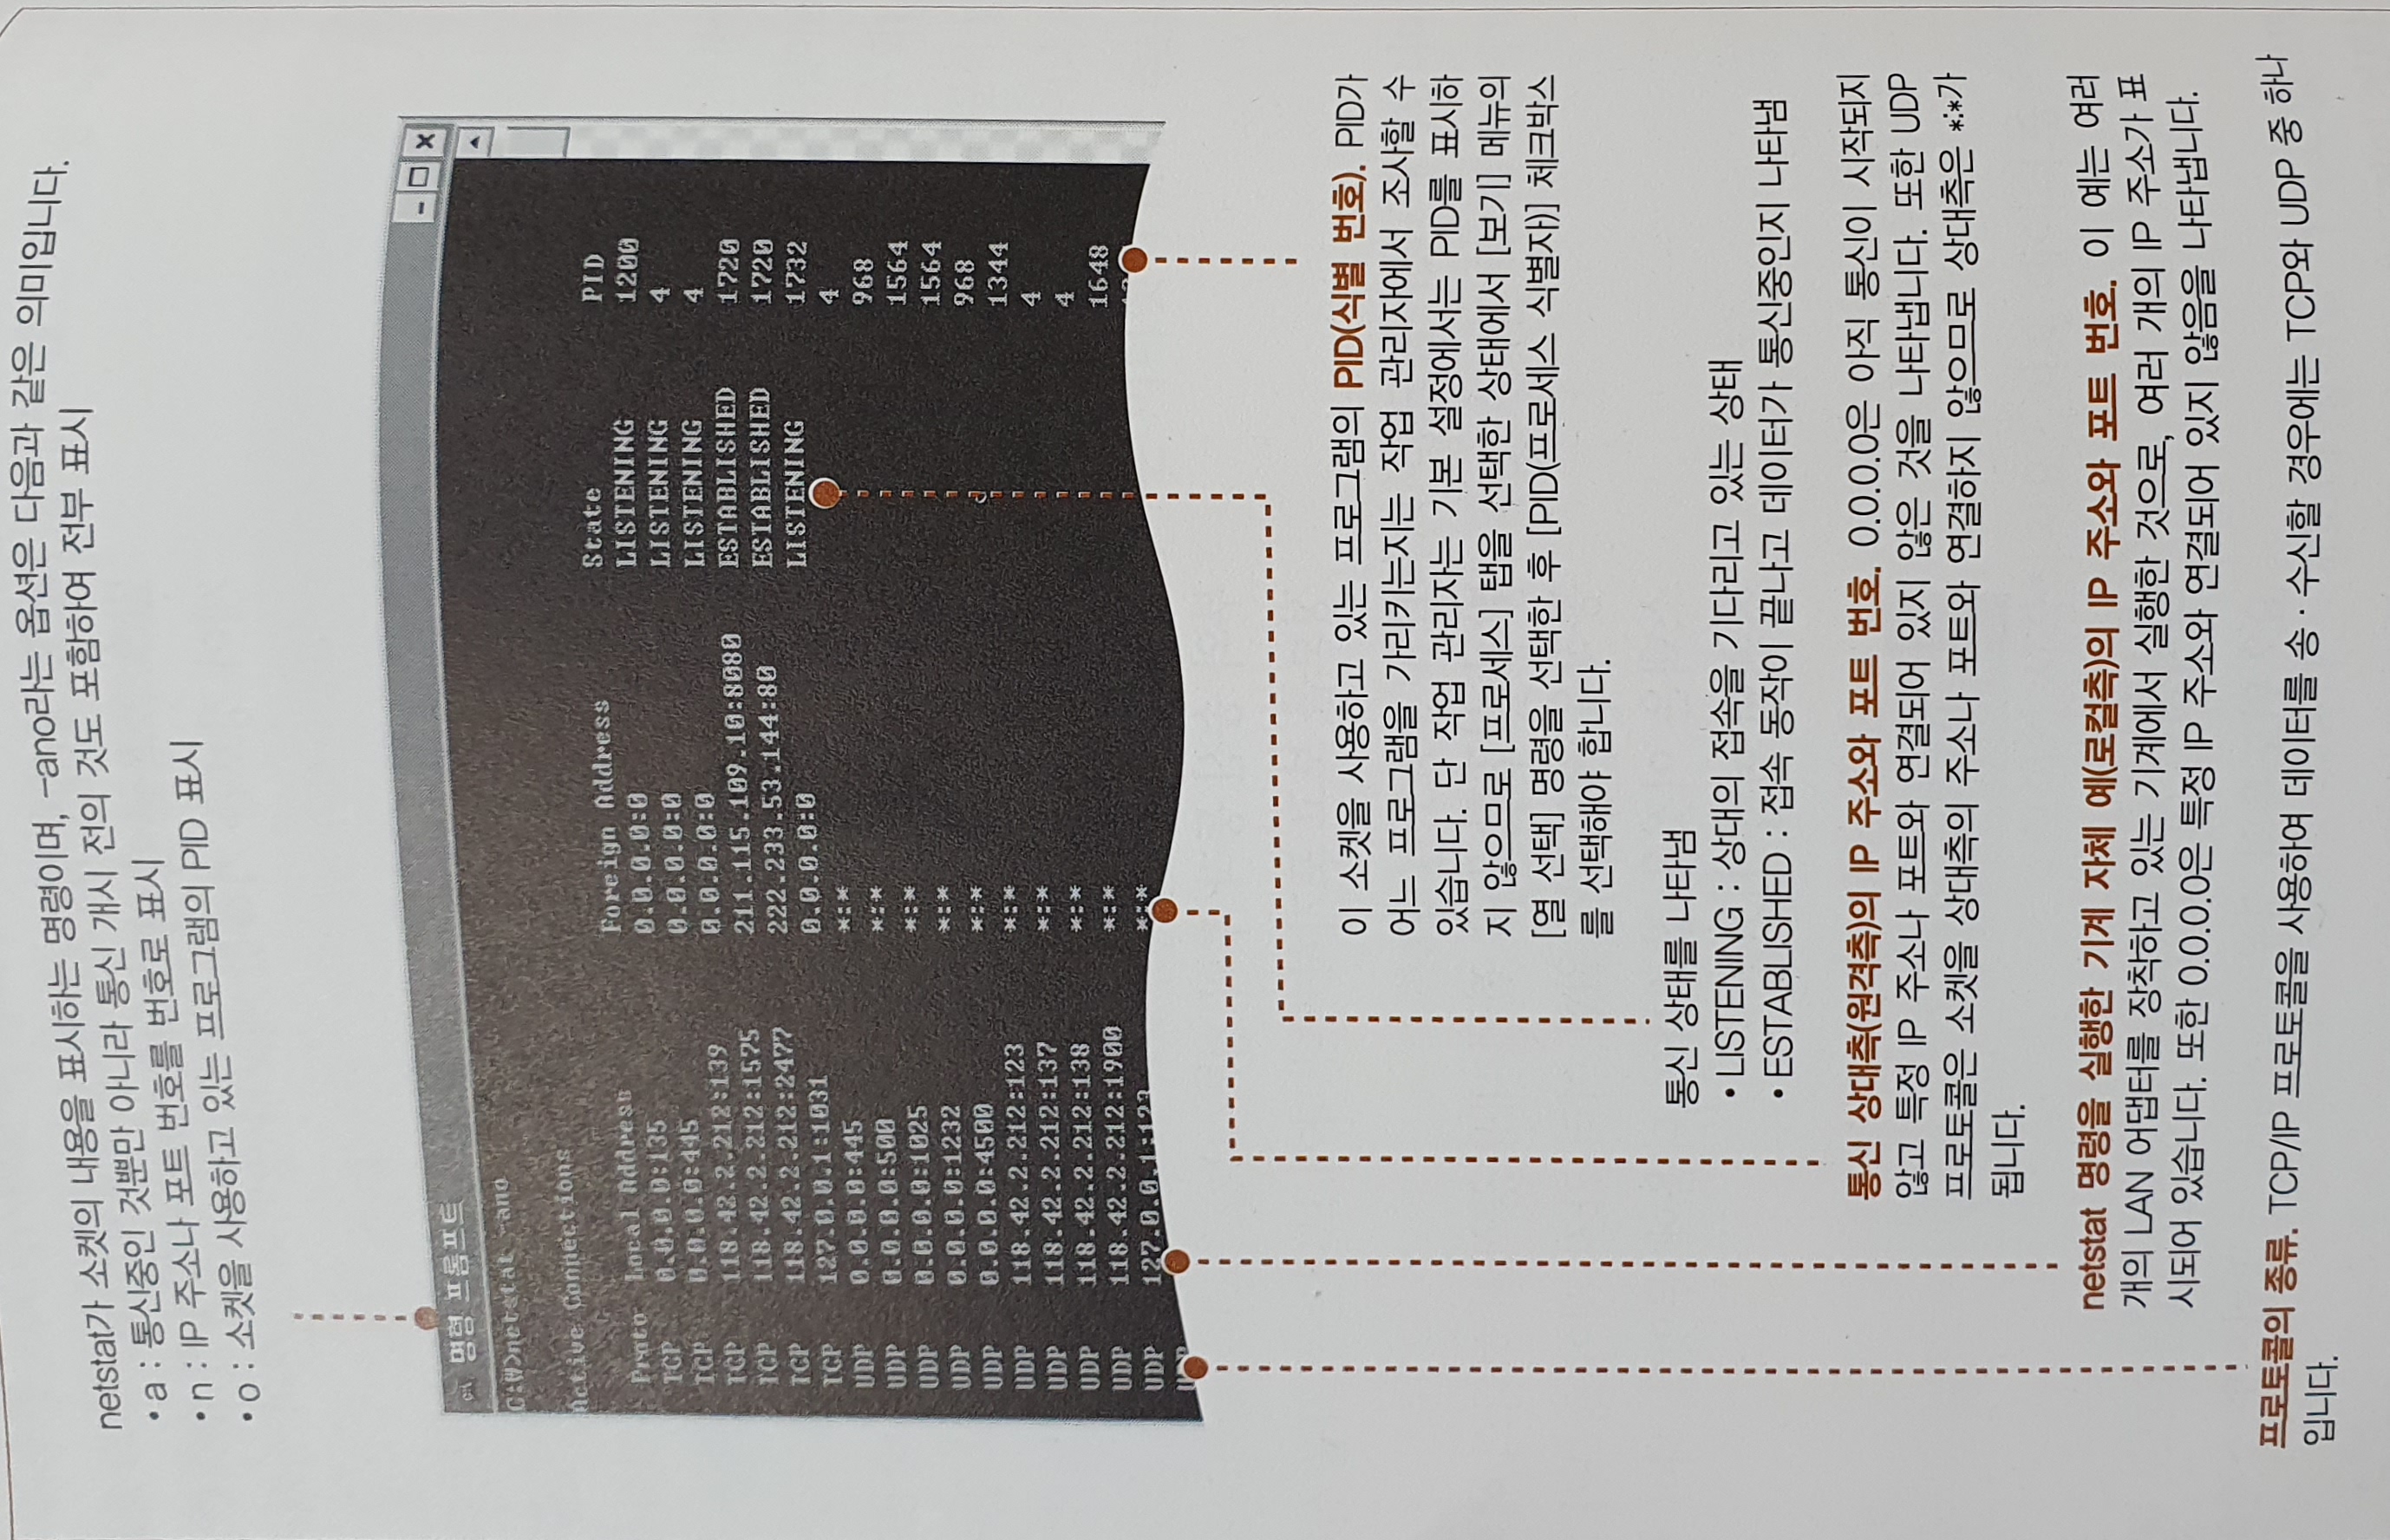 netstat가 소켓의 내용을 표시하는 명령이며, -ano라는 옵션은 다음과 같은 의미입니다.
• a : 통신중인 것뿐만 아니라 통신 개시 전의 것도 포함하여 전부 표시
• n : IP 주소나 포트 번호를 번호로 표시
• o : 소켓을 사용하고 있는 프로그램의 PID 표시
명령 프롬프트
C:₩>netstat -ano
Active Connections
Proto Local Address Foreign Address State PID
TCP 0.0.0.0:135 0.0.0.0:0 LISTENING 1200
TCP 0.0.0.0:445 0.0.0.0:0 LISTENING 4
TCP 118.42.2.212:139 0.0.0.0:0 LISTENING 4
TCP 118.42.2.212:1575 211.115.109.10:8080 ESTABLISHED 1720
TCP 118.42.2.212:2477 222.233.53.144:80 ESTABLISHED 1720
TCP 127.0.0.1:1031 0.0.0.0:0 LISTENING 1732
UDP 0.0.0.0:445 *:* 4
UDP 0.0.0.0:500 *:* 968
UDP 0.0.0.0:1025 *:* 1564
UDP 0.0.0.0:1232 *:* 1564
UDP 0.0.0.0:4500 *:* 968
UDP 118.42.2.212:123 *:* 1344
UDP 118.42.2.212:137 *:* 4
UDP 118.42.2.212:138 *:* 4
UDP 118.42.2.212:1900 *:* 1648
UDP 127.0.0.1:123 *:*
이 소켓을 사용하고 있는 프로그램의 PID(식별 번호). PID가
어느 프로그램을 가리키는지는 작업 관리자에서 조사할 수
있습니다. 단 작업 관리자는 기본 설정에서는 PID를 표시하
지 않으므로 [프로세스] 탭을 선택한 상태에서 [보기] 메뉴의
[열 선택] 명령을 선택한 후 [PID(프로세스 식별자)] 체크박스
를 선택해야 합니다.
통신 상태를 나타냄
• LISTENING : 상대의 접속을 기다리고 있는 상태
• ESTABLISHED : 접속 동작이 끝나고 데이터가 통신중인지 나타냄
통신 상대측(원격측)의 IP 주소와 포트 번호. 0.0.0.0은 아직 통신이 시작되지
않고 특정 IP 주소나 포트와 연결되어 있지 않은 것을 나타냅니다. 또한 UDP
프로토콜은 소켓을 상대측의 주소나 포트와 연결하지 않으므로 상대측은 *:*가
됩니다.
netstat 명령을 실행한 기계 자체 예(로컬측)의 IP 주소와 포트 번호. 이 예는 여러
개의 LAN 어댑터를 장착하고 있는 기계에서 실행한 것으로, 여러 개의 IP 주소가 표
시되어 있습니다. 또한 0.0.0.0은 특정 IP 주소와 연결되어 있지 않음을 나타냅니다.
프로토콜의 종류. TCP/IP 프로토콜을 사용하여 데이터를 송 · 수신할 경우에는 TCP와 UDP 중 하나
입니다.